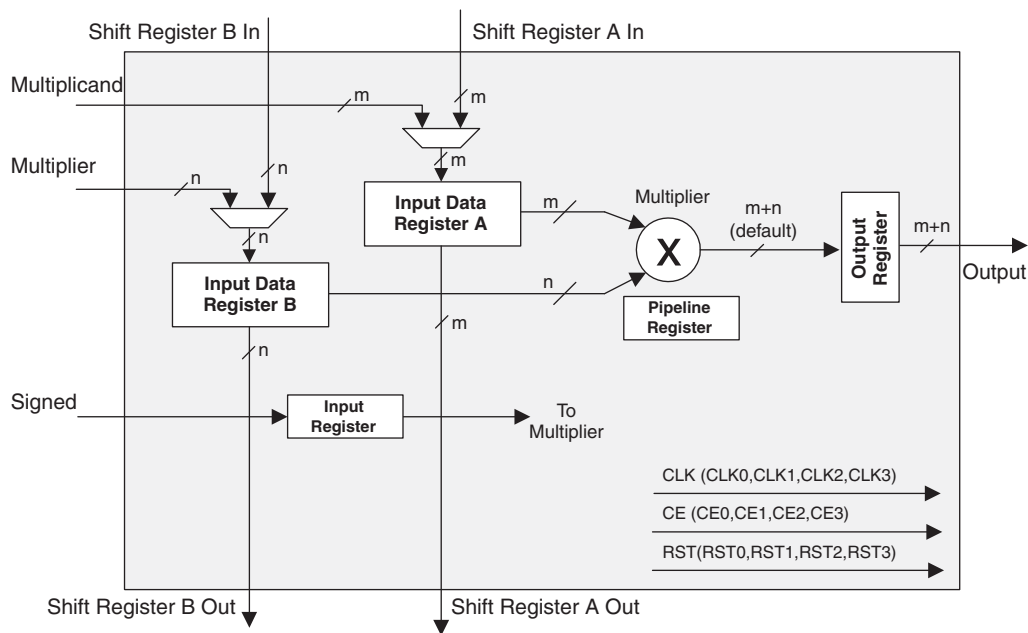 Shift Register B In
Shift Register A In
Multiplicand
m
m
Multiplier
n
n
m
Input Data
Register A
m
Multiplier
X
m+n
(default)
Output
Register
m+n
Output
n
Input Data
Register B
n
Pipeline
Register
m
n
Signed
Input
Register
To
Multiplier
CLK (CLK0,CLK1,CLK2,CLK3)
CE (CE0,CE1,CE2,CE3)
RST(RST0,RST1,RST2,RST3)
Shift Register B Out
Shift Register A Out